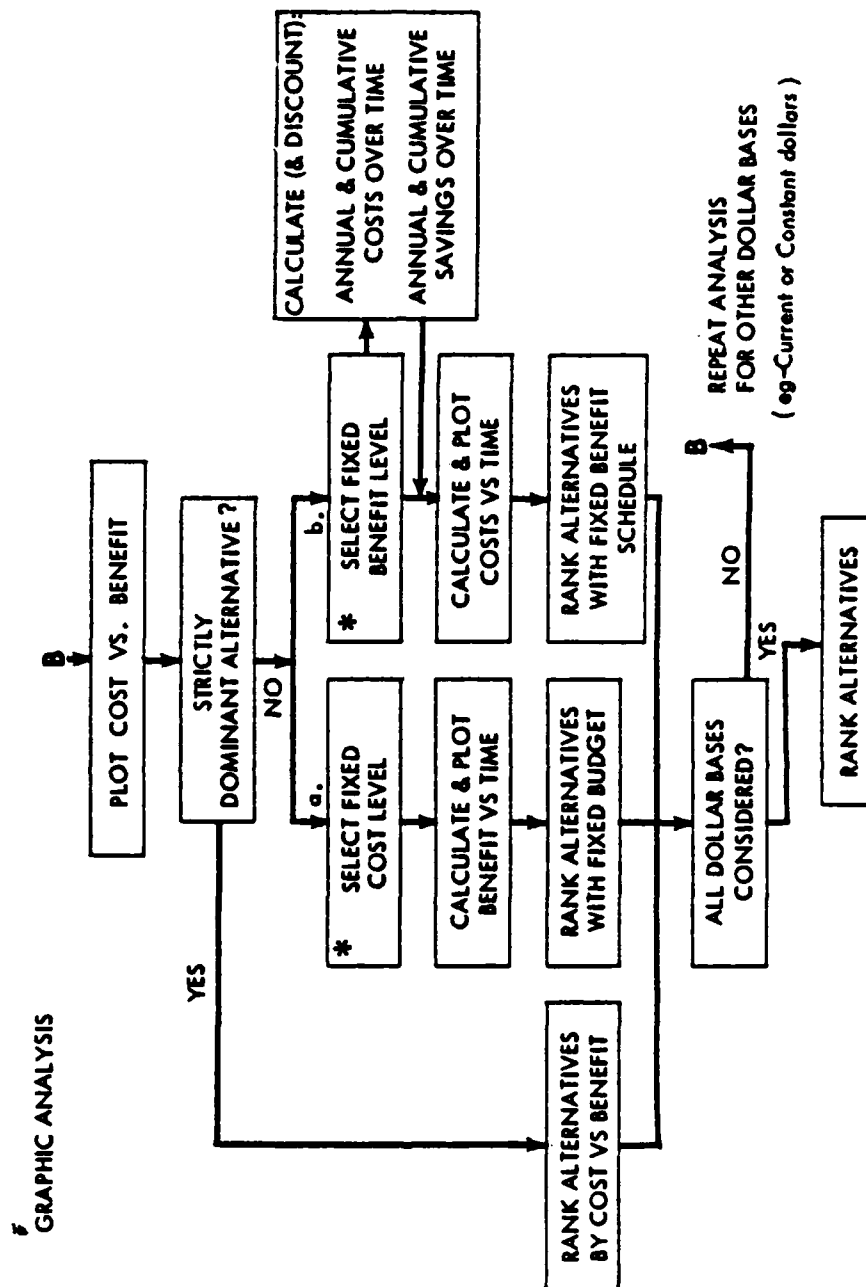 GRAPHIC ANALYSIS
B
PLOT COST VS. BENEFIT
STRICTLY
DOMINANT ALTERNATIVE?
YES
NO
a.
b.
* SELECT FIXED
COST LEVEL
* SELECT FIXED
BENEFIT LEVEL
CALCULATE (& DISCOUNT):
ANNUAL & CUMULATIVE
COSTS OVER TIME
ANNUAL & CUMULATIVE
SAVINGS OVER TIME
CALCULATE & PLOT
BENEFIT VS TIME
CALCULATE & PLOT
COSTS VS TIME
RANK ALTERNATIVES
BY COST VS BENEFIT
RANK ALTERNATIVES
WITH FIXED BUDGET
RANK ALTERNATIVES
WITH FIXED BENEFIT
SCHEDULE
ALL DOLLAR BASES
CONSIDERED?
NO
B
REPEAT ANALYSIS
FOR OTHER DOLLAR BASES
(eg-Current or Constant dollars)
YES
RANK ALTERNATIVES